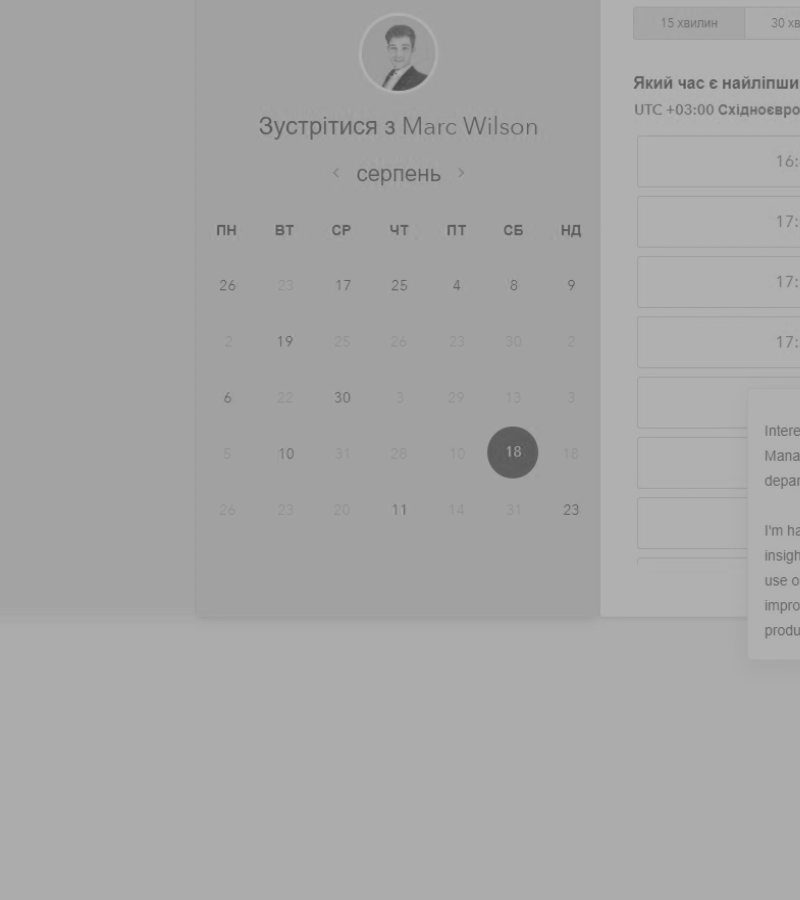 Зустрітися з Marc Wilson
‹ серпень ›
ПН ВТ СР ЧТ ПТ СБ НД
26 23 17 25 4 8 9
2 19 25 26 23 30 2
6 22 30 3 29 13 3
5 10 31 28 10 18 18
26 23 20 11 14 31 23
15 хвилин 30 хв
Який час є найліпши
UTC +03:00 Східноєвро
16:
17:
17:
17:
Intere
Mana
depar
I'm ha
insigh
use o
impro
produ